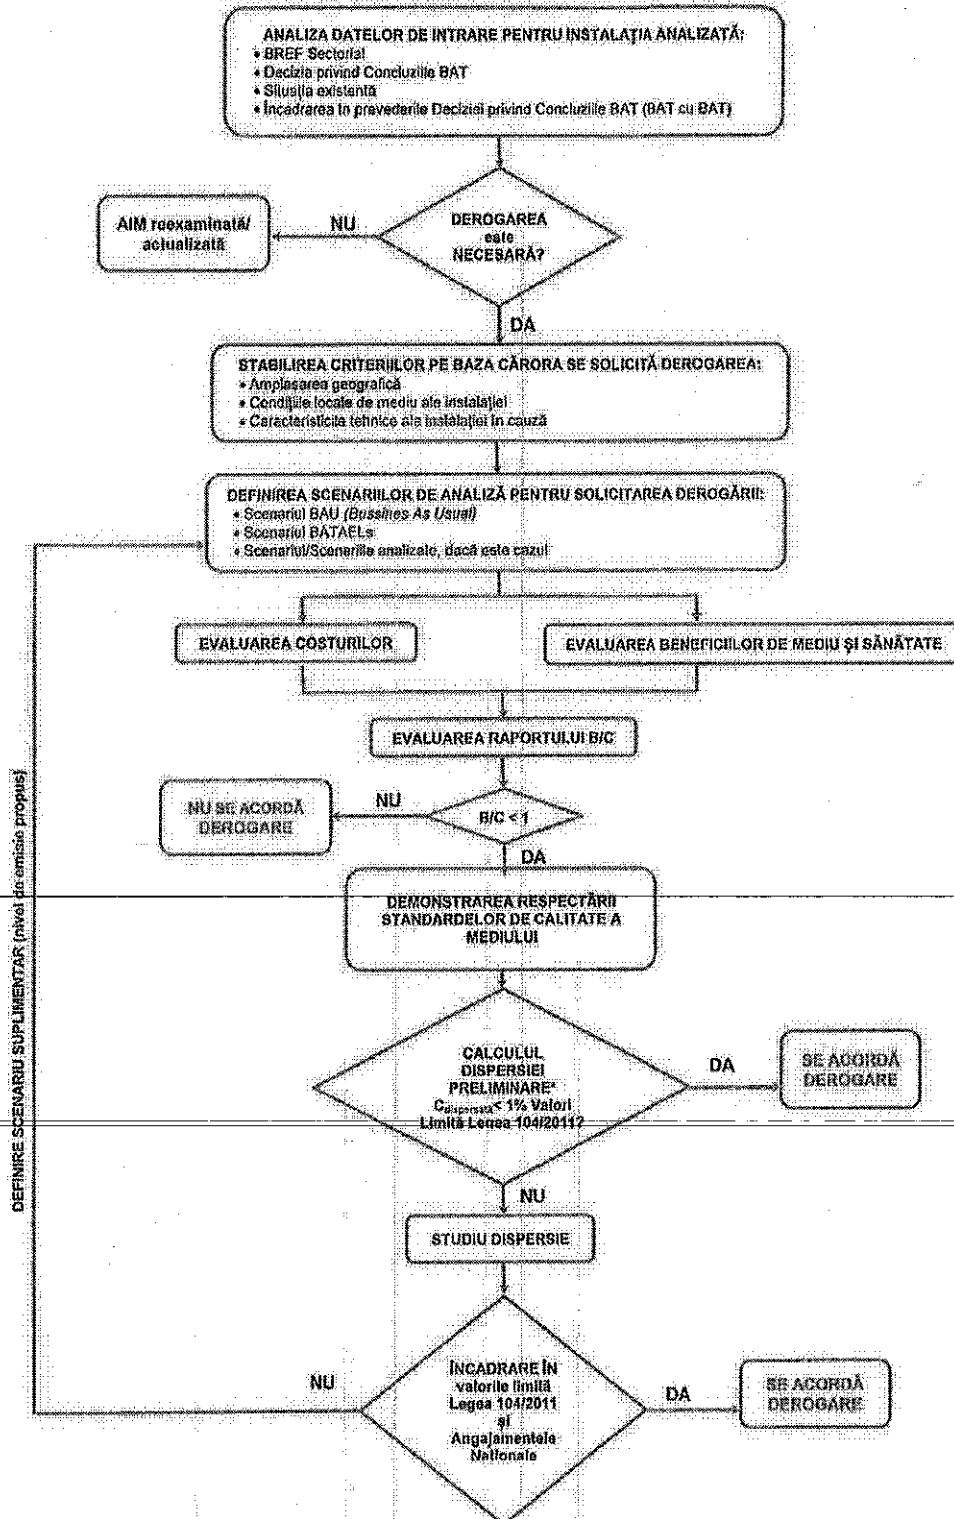 ANALIZA DATELOR DE INTRARE PENTRU INSTALAȚIA ANALIZATĂ:
• BREF Sectorial
• Decizia privind Concluziile BAT
• Situația existentă
• Încadrarea în prevederile Deciziei privind Concluziile BAT (BAT cu BAT)
DEROGAREA
este
NECESARĂ?
NU
AIM reexaminată/
actualizată
DA
STABILIREA CRITERIILOR PE BAZA CĂRORA SE SOLICITĂ DEROGAREA:
• Amplasarea geografică
• Condițiile locale de mediu ale instalației
• Caracteristicile tehnice ale instalației în cauză
DEFINIREA SCENARIILOR DE ANALIZĂ PENTRU SOLICITAREA DEROGĂRII:
• Scenariul BAU (Bussines As Usual)
• Scenariul BATAELs
• Scenariul/Scenariile analizate, dacă este cazul
EVALUAREA COSTURILOR
EVALUAREA BENEFICIILOR DE MEDIU ȘI SĂNĂTATE
EVALUAREA RAPORTULUI B/C
B/C < 1
NU
NU SE ACORDĂ
DEROGARE
DA
DEMONSTRAREA RESPECTĂRII
STANDARDELOR DE CALITATE A
MEDIULUI
CALCULUL
DISPERSIEI
PRELIMINARE*
Cdispersată < 1% Valori
Limită Legea 104/2011?
DA
SE ACORDĂ
DEROGARE
NU
STUDIU DISPERSIE
ÎNCADRARE ÎN
valorile limită
Legea 104/2011
și
Angajamentele
Naționale
DA
SE ACORDĂ
DEROGARE
NU
DEFINIRE SCENARIU SUPLIMENTAR (nivel de emisie propus)